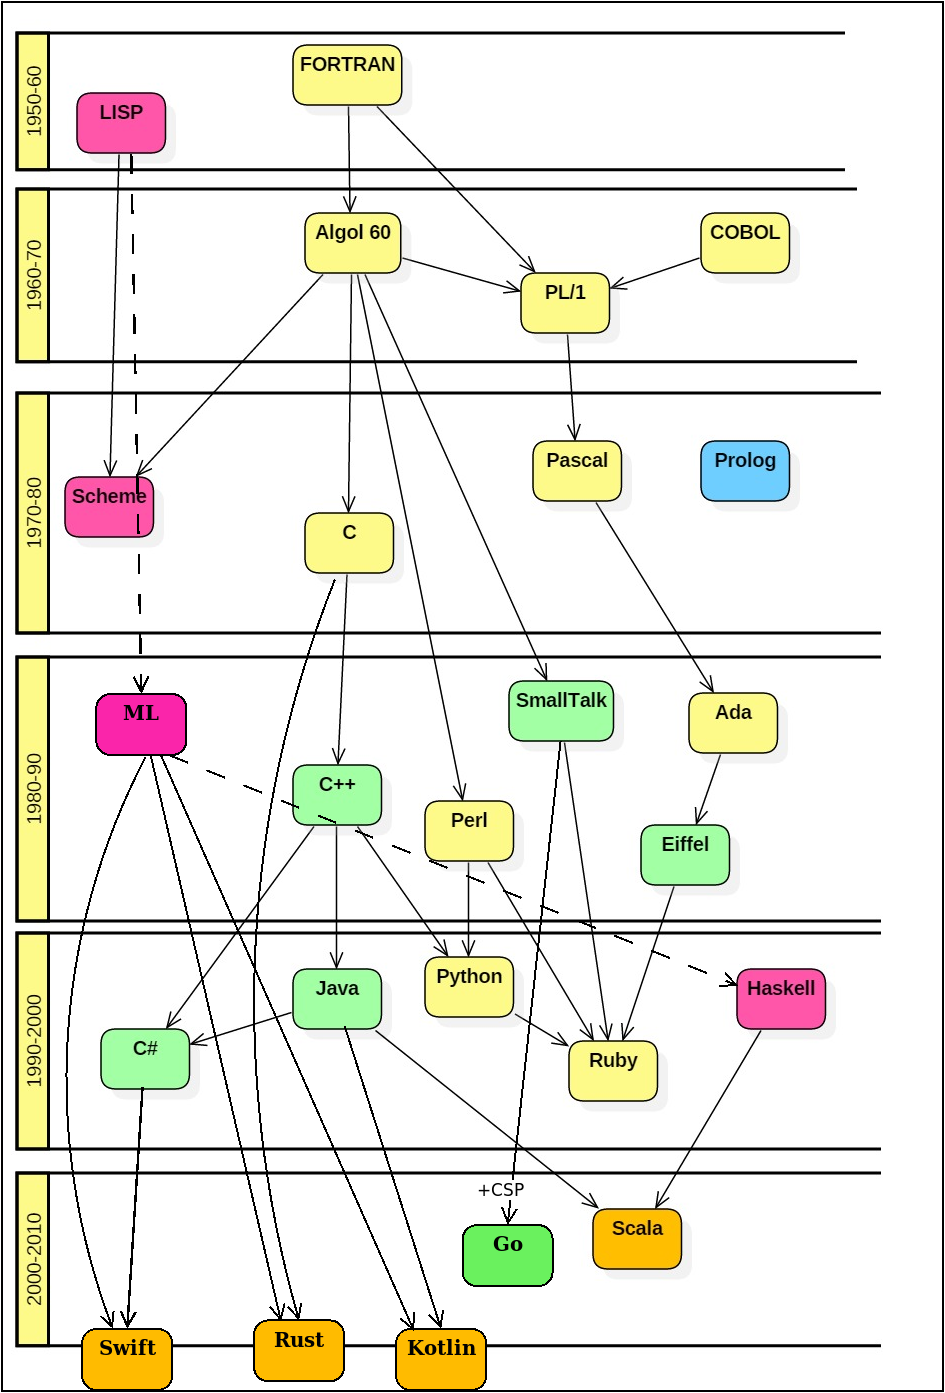 1950-60
FORTRAN
LISP
1960-70
Algol 60
COBOL
PL/1
1970-80
Pascal
Prolog
Scheme
C
1980-90
ML
SmallTalk
Ada
C++
Perl
Eiffel
1990-2000
Python
Java
Haskell
C#
Ruby
2000-2010
+CSP
Scala
Go
Rust
Swift
Kotlin